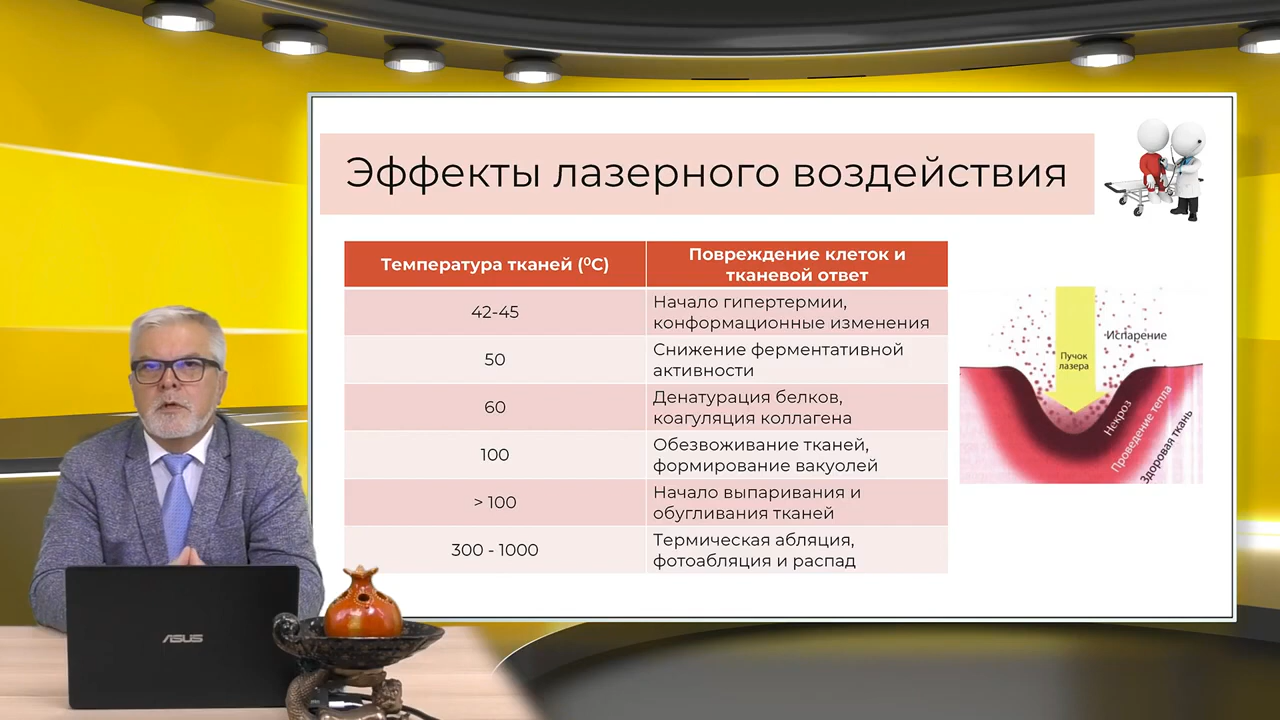 Эффекты лазерного воздействия
Температура тканей (⁰С)
Повреждение клеток и
тканевой ответ
42-45
Начало гипертермии,
конформационные изменения
50
Снижение ферментативной
активности
60
Денатурация белков,
коагуляция коллагена
100
Обезвоживание тканей,
формирование вакуолей
> 100
Начало выпаривания и
обугливания тканей
300 - 1000
Термическая абляция,
фотоабляция и распад
Испарение
Пучок
лазера
Некроз
Проведение тепла
Здоровая ткань
ASUS